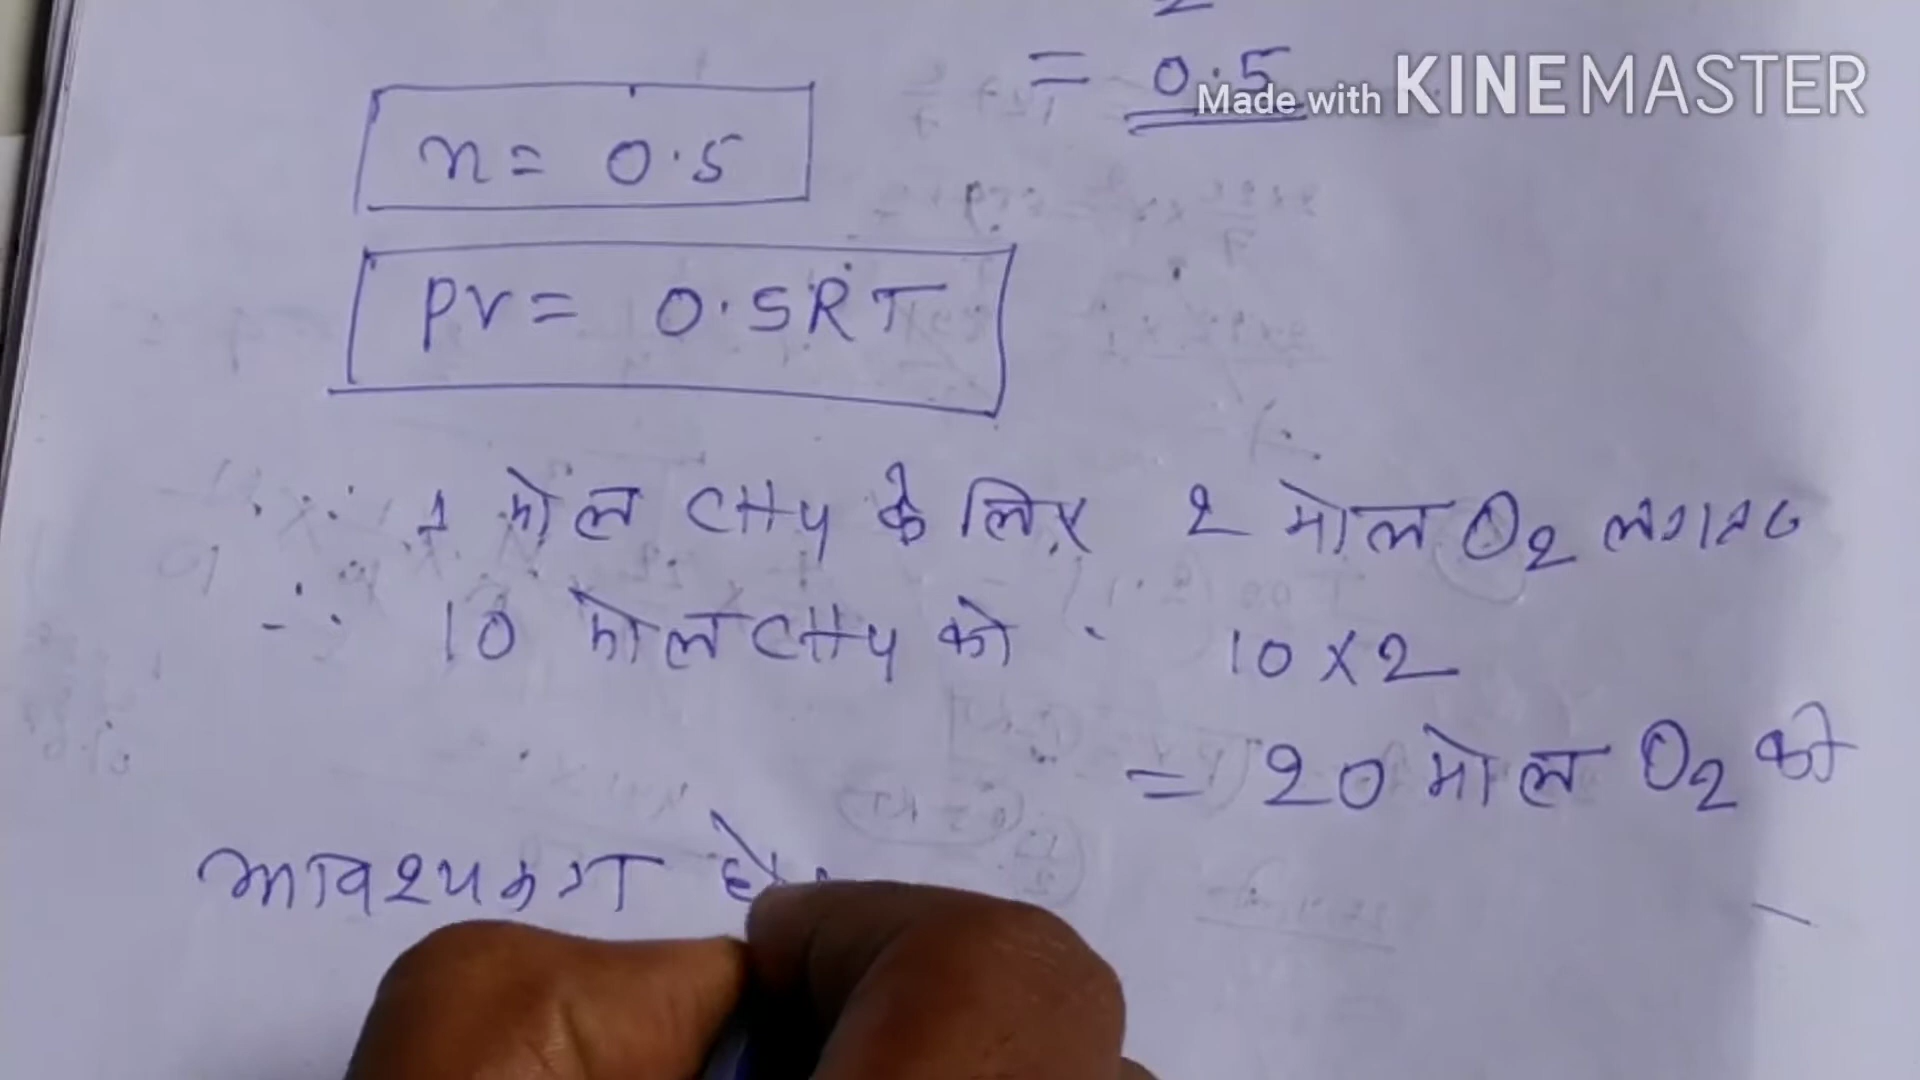 2
= 0.5
Made with KINEMASTER
n = 0.5
PV = 0.5RT
∵ 1 मोल CH4 के लिए 2 मोल O2 लगता है
∴ 10 मोल CH4 को 10 × 2
= 20 मोल O2 की
आवश्यकता